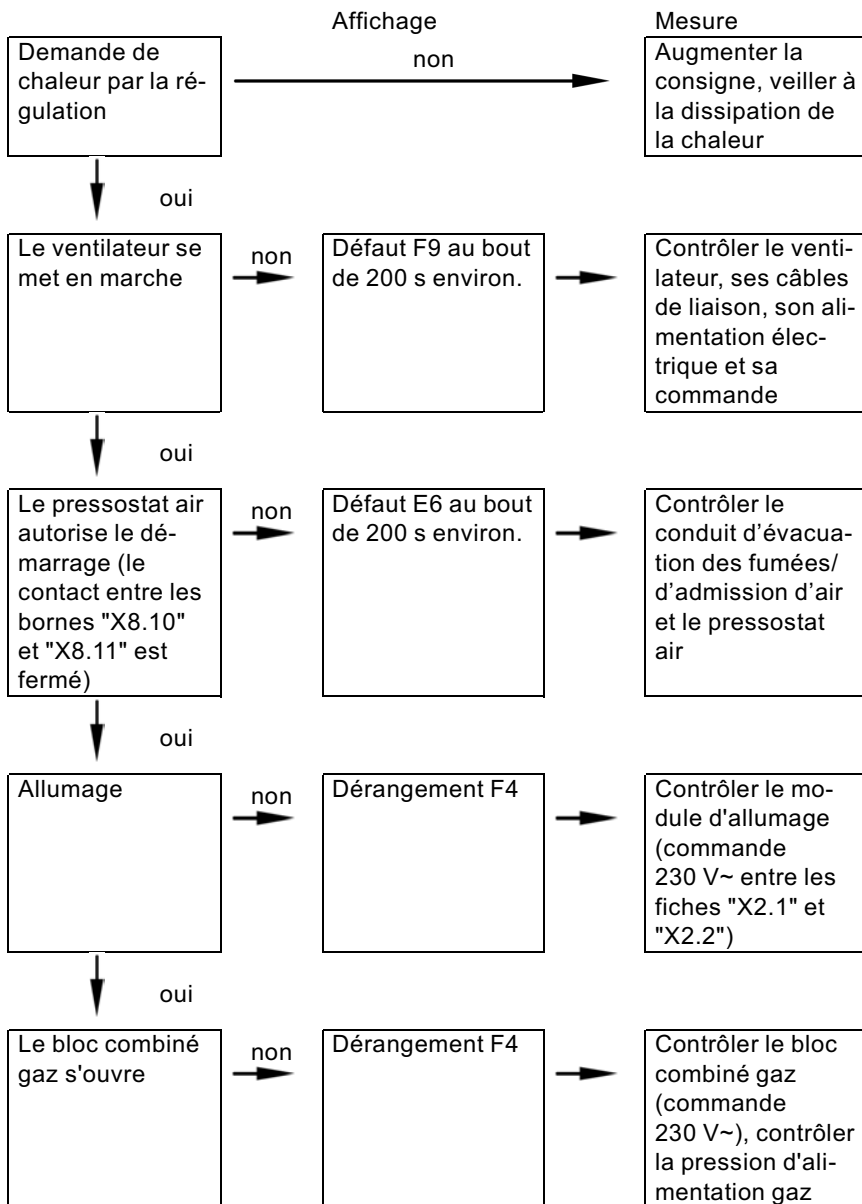 Affichage
Mesure
Demande de
chaleur par la ré-
gulation
non
Augmenter la
consigne, veiller à
la dissipation de
la chaleur
oui
Le ventilateur se
met en marche
non
Défaut F9 au bout
de 200 s environ.
Contrôler le venti-
lateur, ses câbles
de liaison, son ali-
mentation élec-
trique et sa
commande
oui
Le pressostat air
autorise le dé-
marrage (le
contact entre les
bornes "X8.10"
et "X8.11" est
fermé)
non
Défaut E6 au bout
de 200 s environ.
Contrôler le
conduit d’évacua-
tion des fumées/
d’admission d’air
et le pressostat
air
oui
Allumage
non
Dérangement F4
Contrôler le mo-
dule d'allumage
(commande
230 V~ entre les
fiches "X2.1" et
"X2.2")
oui
Le bloc combiné
gaz s'ouvre
non
Dérangement F4
Contrôler le bloc
combiné gaz
(commande
230 V~), contrôler
la pression d'ali-
mentation gaz